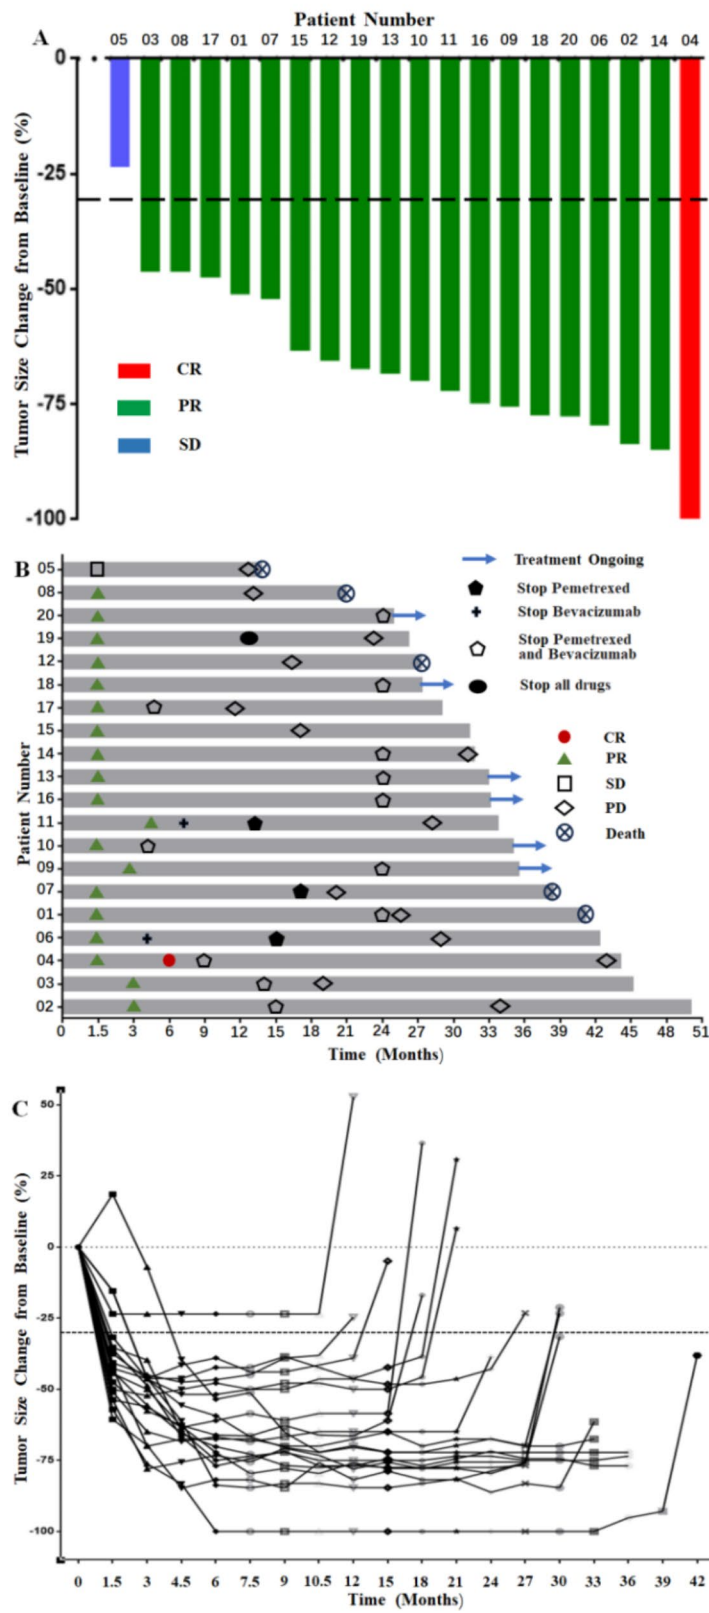 Patient Number
A
05 03 08 17 01 07 15 12 19 13 10 11 16 09 18 20 06 02 14 04
Tumor Size Change from Baseline (%)
0
-25
-50
-75
-100
CR
PR
SD
B
Patient Number
05
08
20
19
12
18
17
15
14
13
16
11
10
09
07
01
06
04
03
02
Treatment Ongoing
Stop Pemetrexed
Stop Bevacizumab
Stop Pemetrexed
and Bevacizumab
Stop all drugs
CR
PR
SD
PD
Death
0 1.5 3 6 9 12 15 18 21 24 27 30 33 36 39 42 45 48 51
Time (Months)
C
Tumor Size Change from Baseline (%)
50
25
0
-25
-50
-75
-100
0 1.5 3 4.5 6 7.5 9 10.5 12 15 18 21 24 27 30 33 36 39 42
Time (Months)